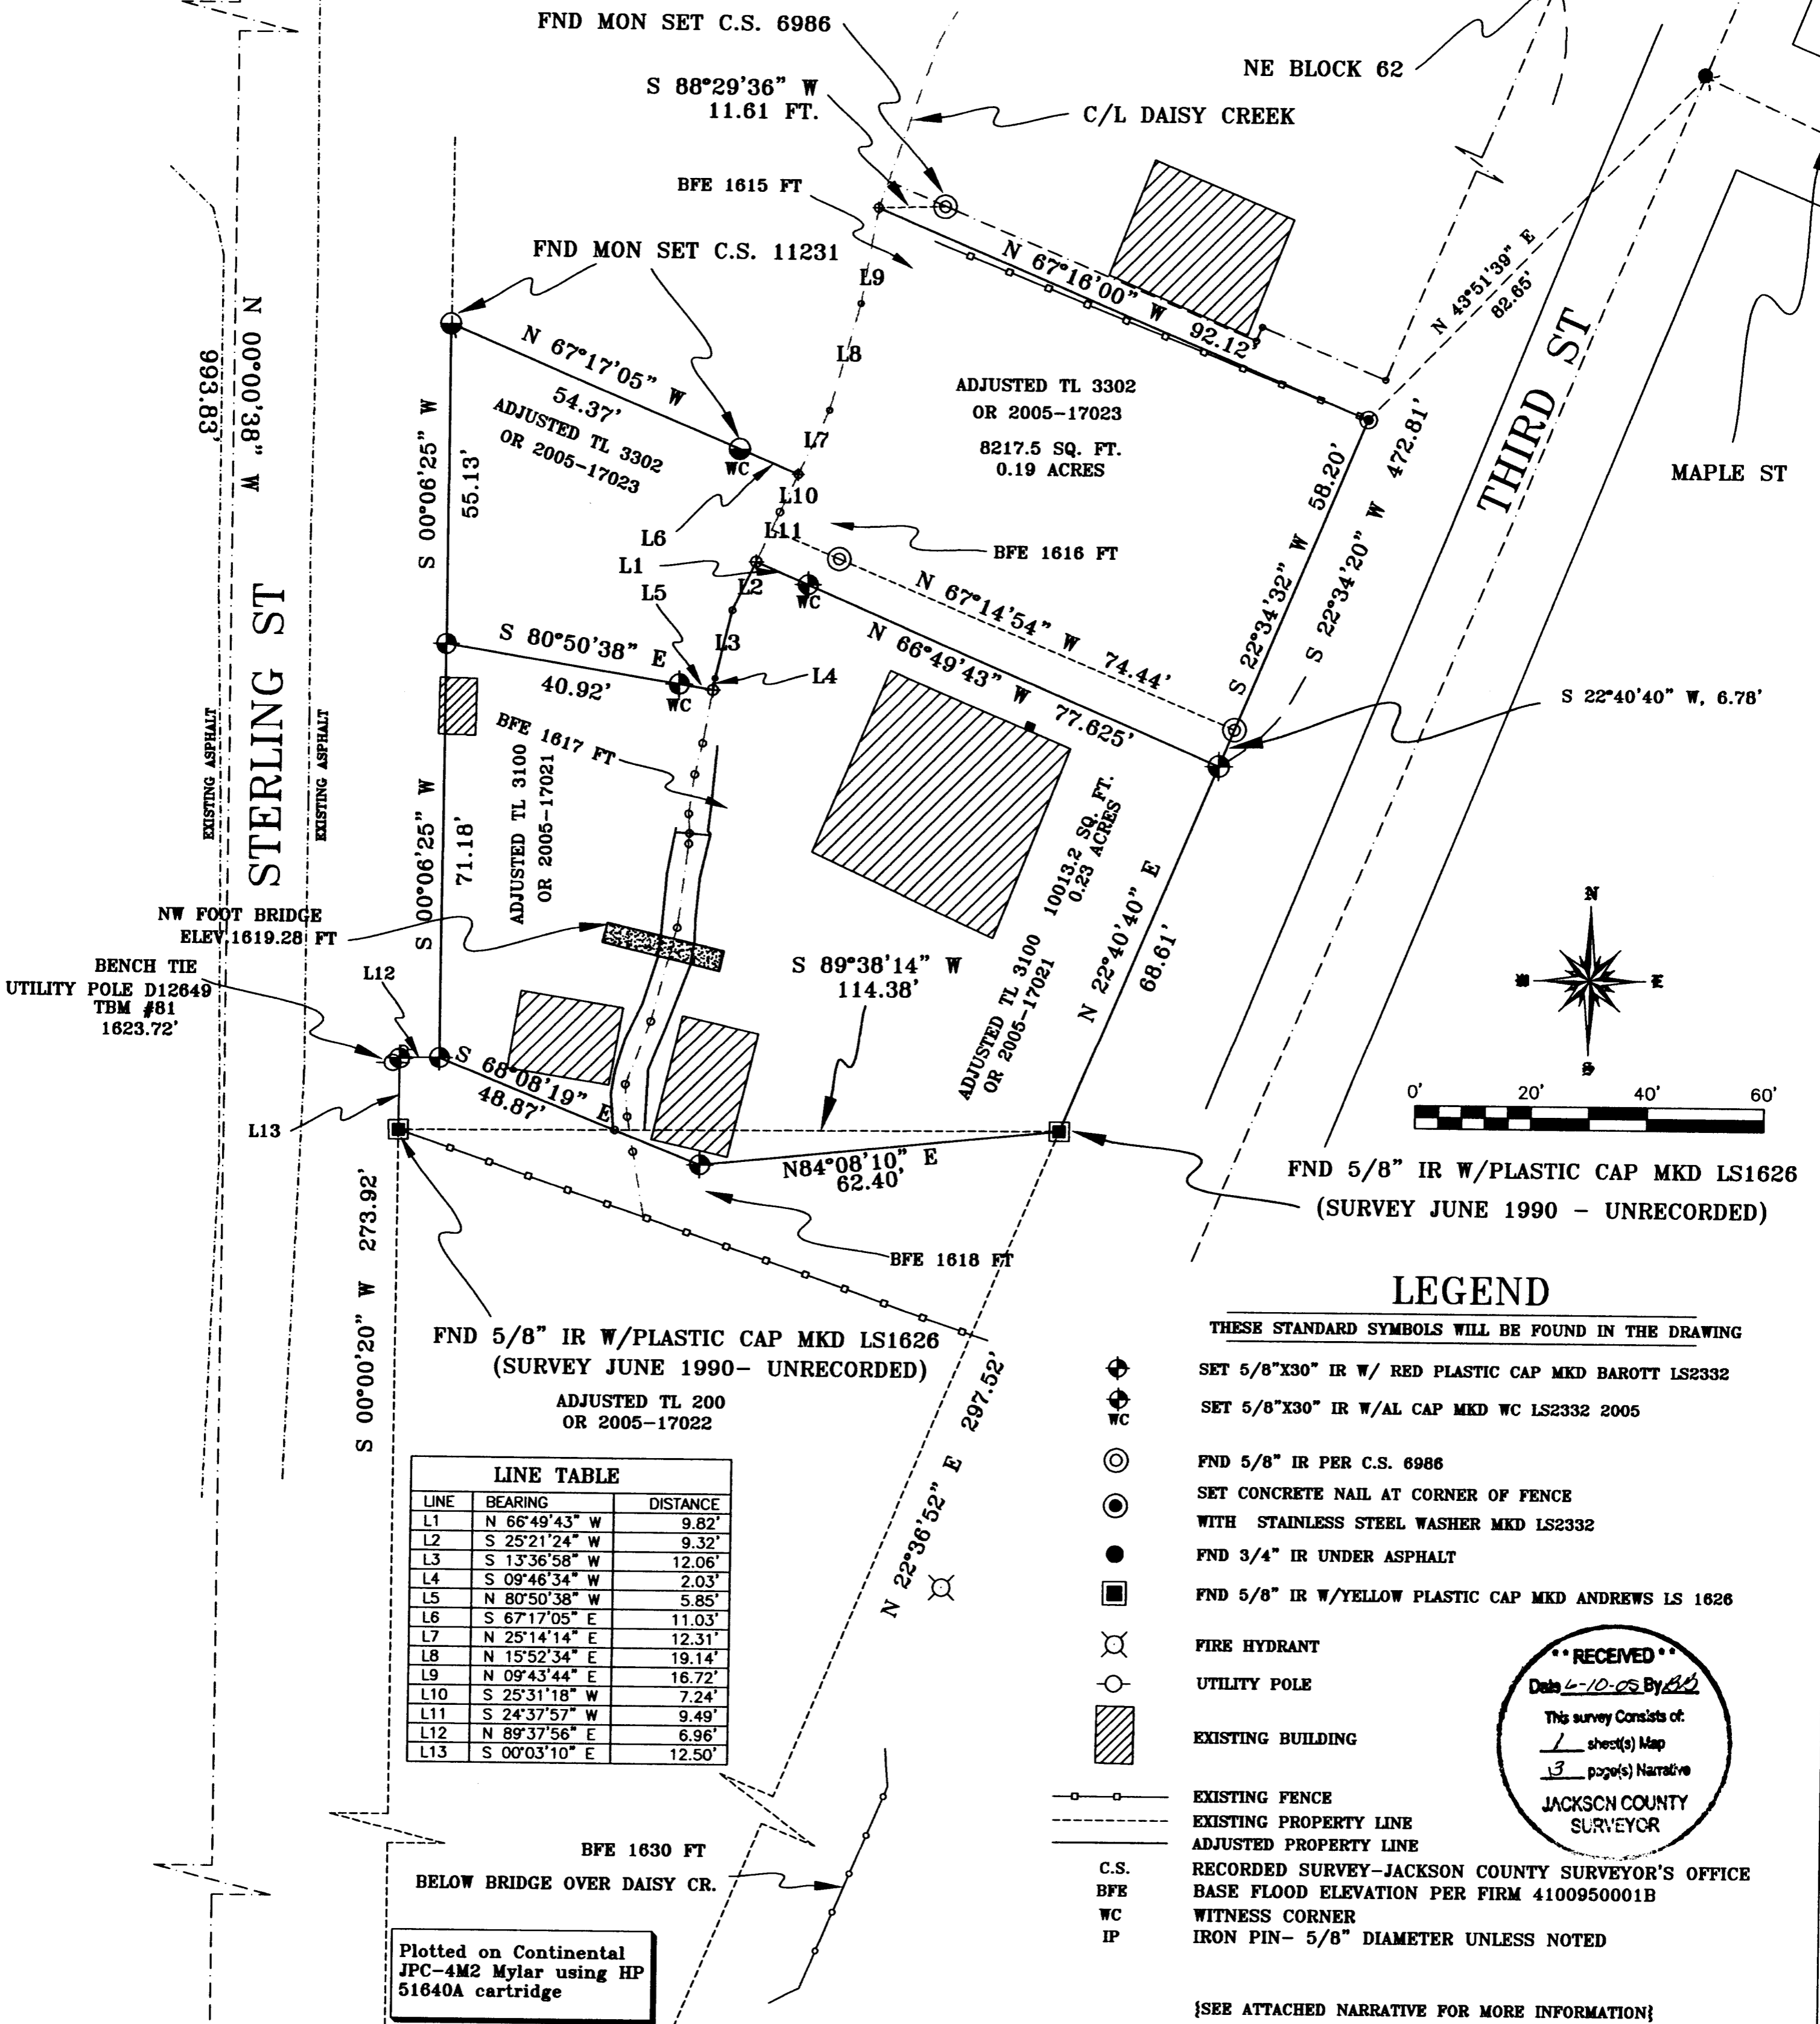 FND MON SET C.S. 6986
S 88°29'36" W
11.61 FT.
NE BLOCK 62
C/L DAISY CREEK
BFE 1615 FT
FND MON SET C.S. 11231
L9
N 67°16'00" W 92.12'
N 43°51'39" E
82.65'
THIRD ST
MAPLE ST
N 00°00'38" W
993.83'
N 67°17'05" W
54.37'
ADJUSTED TL 3302
OR 2005-17023
L8
ADJUSTED TL 3302
OR 2005-17023
8217.5 SQ. FT.
0.19 ACRES
S 00°06'25" W
55.13'
L7
WC
L10
L6
L11
BFE 1616 FT
L1
L2
WC
L5
N 67°14'54" W 74.44'
S 22°34'32" W 58.20'
S 22°34'20" W 472.81'
STERLING ST
EXISTING ASPHALT
EXISTING ASPHALT
S 80°50'38" E
40.92'
WC
L3
L4
N 66°49'43" W 77.625'
S 22°40'40" W, 6.78'
BFE 1617 FT
ADJUSTED TL 3100
OR 2005-17021
S 00°06'25" W
71.18'
ADJUSTED TL 3100 10013.2 SQ. FT.
OR 2005-17021 0.23 ACRES
N 22°40'40" E
68.61'
NW FOOT BRIDGE
ELEV.1619.28 FT
BENCH TIE
UTILITY POLE D12649
TBM #81
1623.72'
L12
S 89°38'14" W
114.38'
N
W
E
S
0' 20' 40' 60'
S 68°08'19" E
48.87'
L13
N84°08'10" E
62.40'
FND 5/8" IR W/PLASTIC CAP MKD LS1626
(SURVEY JUNE 1990 - UNRECORDED)
BFE 1618 FT
S 00°00'20" W 273.92'
FND 5/8" IR W/PLASTIC CAP MKD LS1626
(SURVEY JUNE 1990- UNRECORDED)
ADJUSTED TL 200
OR 2005-17022
N 22°36'52" E 297.52'
LINE TABLE
LINE BEARING DISTANCE
L1 N 66°49'43" W 9.82'
L2 S 25°21'24" W 9.32'
L3 S 13°36'58" W 12.06'
L4 S 09°46'34" W 2.03'
L5 N 80°50'38" W 5.85'
L6 S 67°17'05" E 11.03'
L7 N 25°14'14" E 12.31'
L8 N 15°52'34" E 19.14'
L9 N 09°43'44" E 16.72'
L10 S 25°31'18" W 7.24'
L11 S 24°37'57" W 9.49'
L12 N 89°37'56" E 6.96'
L13 S 00°03'10" E 12.50'
LEGEND
THESE STANDARD SYMBOLS WILL BE FOUND IN THE DRAWING
SET 5/8"X30" IR W/ RED PLASTIC CAP MKD BAROTT LS2332
WC SET 5/8"X30" IR W/AL CAP MKD WC LS2332 2005
FND 5/8" IR PER C.S. 6986
SET CONCRETE NAIL AT CORNER OF FENCE
WITH STAINLESS STEEL WASHER MKD LS2332
FND 3/4" IR UNDER ASPHALT
FND 5/8" IR W/YELLOW PLASTIC CAP MKD ANDREWS LS 1626
FIRE HYDRANT
UTILITY POLE
EXISTING BUILDING
EXISTING FENCE
EXISTING PROPERTY LINE
ADJUSTED PROPERTY LINE
C.S. RECORDED SURVEY-JACKSON COUNTY SURVEYOR'S OFFICE
BFE BASE FLOOD ELEVATION PER FIRM 4100950001B
WC WITNESS CORNER
IP IRON PIN- 5/8" DIAMETER UNLESS NOTED
{SEE ATTACHED NARRATIVE FOR MORE INFORMATION}
** RECEIVED **
Date 6-10-05 By
This survey Consists of:
1 sheet(s) Map
3 page(s) Narrative
JACKSON COUNTY
SURVEYOR
BFE 1630 FT
BELOW BRIDGE OVER DAISY CR.
Plotted on Continental
JPC-4M2 Mylar using HP
51640A cartridge